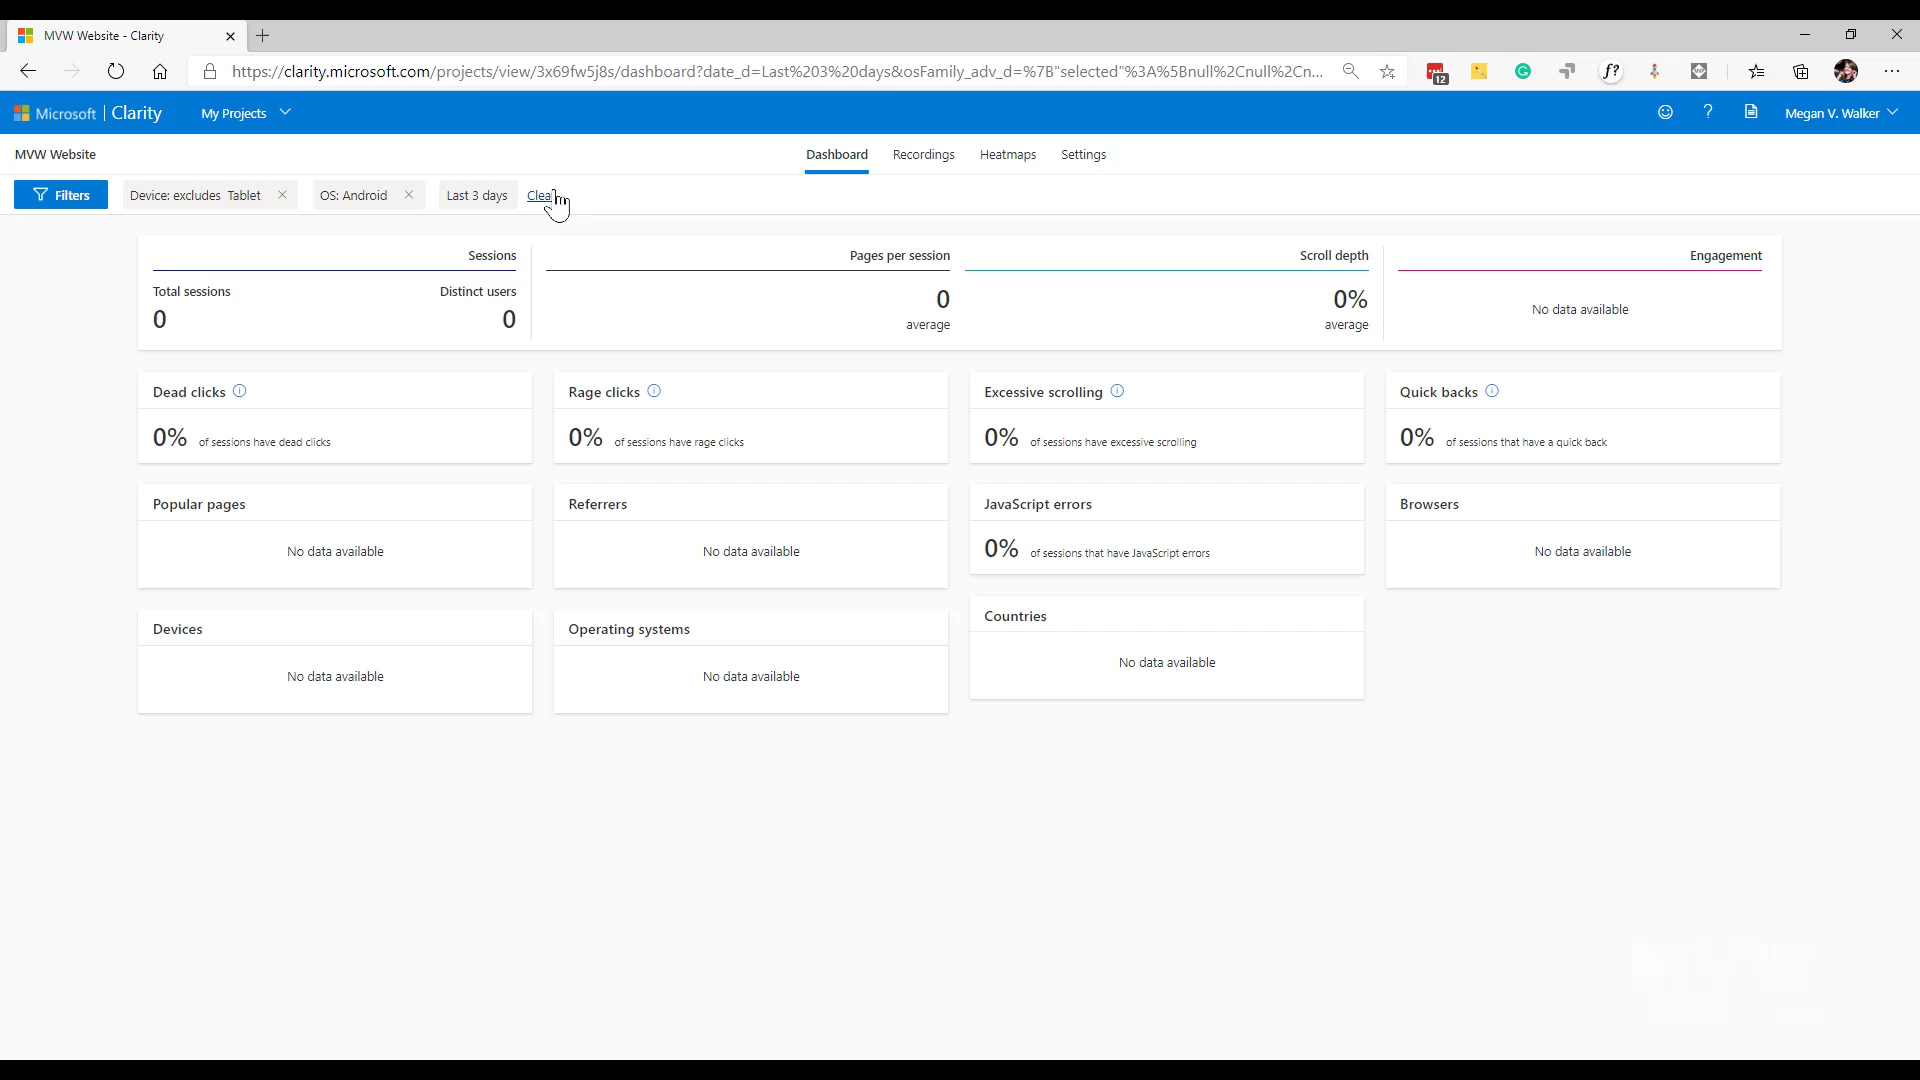 MVW Website - Clarity
https://clarity.microsoft.com/projects/view/3x69fw5j8s/dashboard?date_d=Last%203%20days&osFamily_adv_d=%7B"selected"%3A%5Bnull%2Cnull%2Cn...
12
f?
Microsoft | Clarity
My Projects
?
Megan V. Walker
MVW Website
Dashboard
Recordings
Heatmaps
Settings
Filters
Device: excludes Tablet
OS: Android
Last 3 days
Sessions
Total sessions
Distinct users
0
0
Pages per session
0
average
Scroll depth
0%
average
Engagement
No data available
Dead clicks
0% of sessions have dead clicks
Rage clicks
0% of sessions have rage clicks
Excessive scrolling
0% of sessions have excessive scrolling
Quick backs
0% of sessions that have a quick back
Popular pages
No data available
Referrers
No data available
JavaScript errors
0% of sessions that have JavaScript errors
Browsers
No data available
Devices
No data available
Operating systems
No data available
Countries
No data available